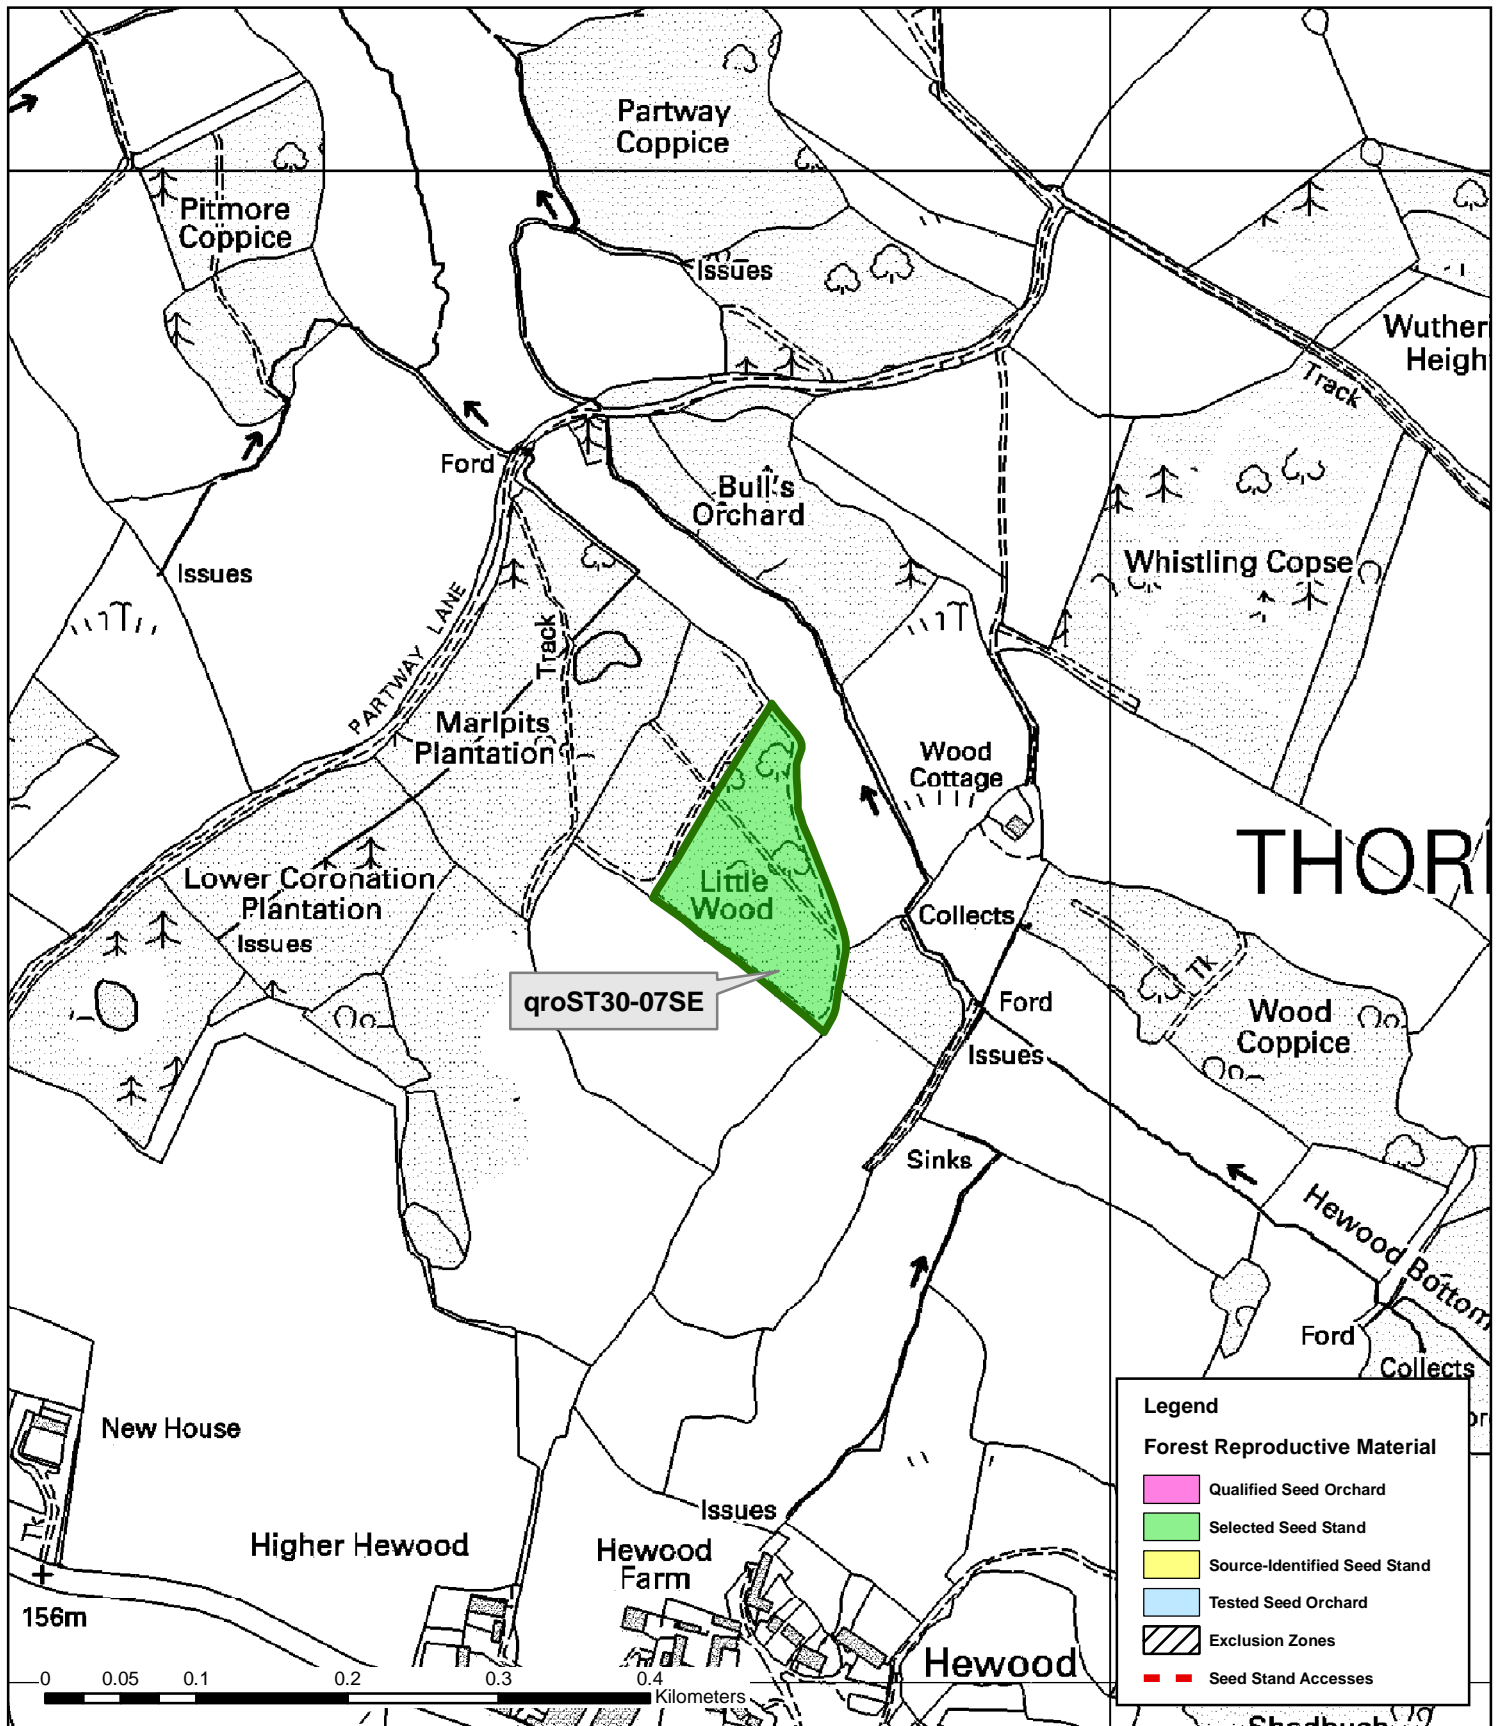 Partway
Coppice
Pitmore
Coppice
Issues
Wutheri
Heigh
Track
Ford
Bull's
Orchard
Issues
Whistling Copse
PARTWAY LANE
Track
Marlpits
Plantation
Wood
Cottage
THOR
Lower Coronation
Plantation
Issues
Little
Wood
Collects
Tk
qroST30-07SE
Ford
Wood
Coppice
Issues
Sinks
Hewood Bottom
Ford
Collects
New House
Tk
156m
Higher Hewood
Issues
Hewood
Farm
Hewood
Legend
Forest Reproductive Material
Qualified Seed Orchard
Selected Seed Stand
Source-Identified Seed Stand
Tested Seed Orchard
Exclusion Zones
Seed Stand Accesses
0 0.05 0.1 0.2 0.3 0.4
Kilometers